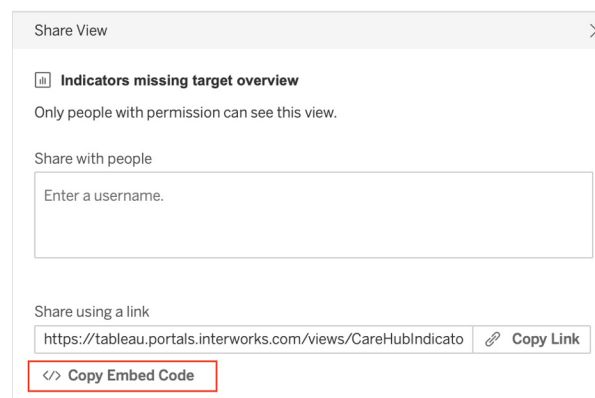 Share View
Indicators missing target overview
Only people with permission can see this view.
Share with people
Enter a username.
Share using a link
https://tableau.portals.interworks.com/views/CareHubIndicato
Copy Link
</> Copy Embed Code